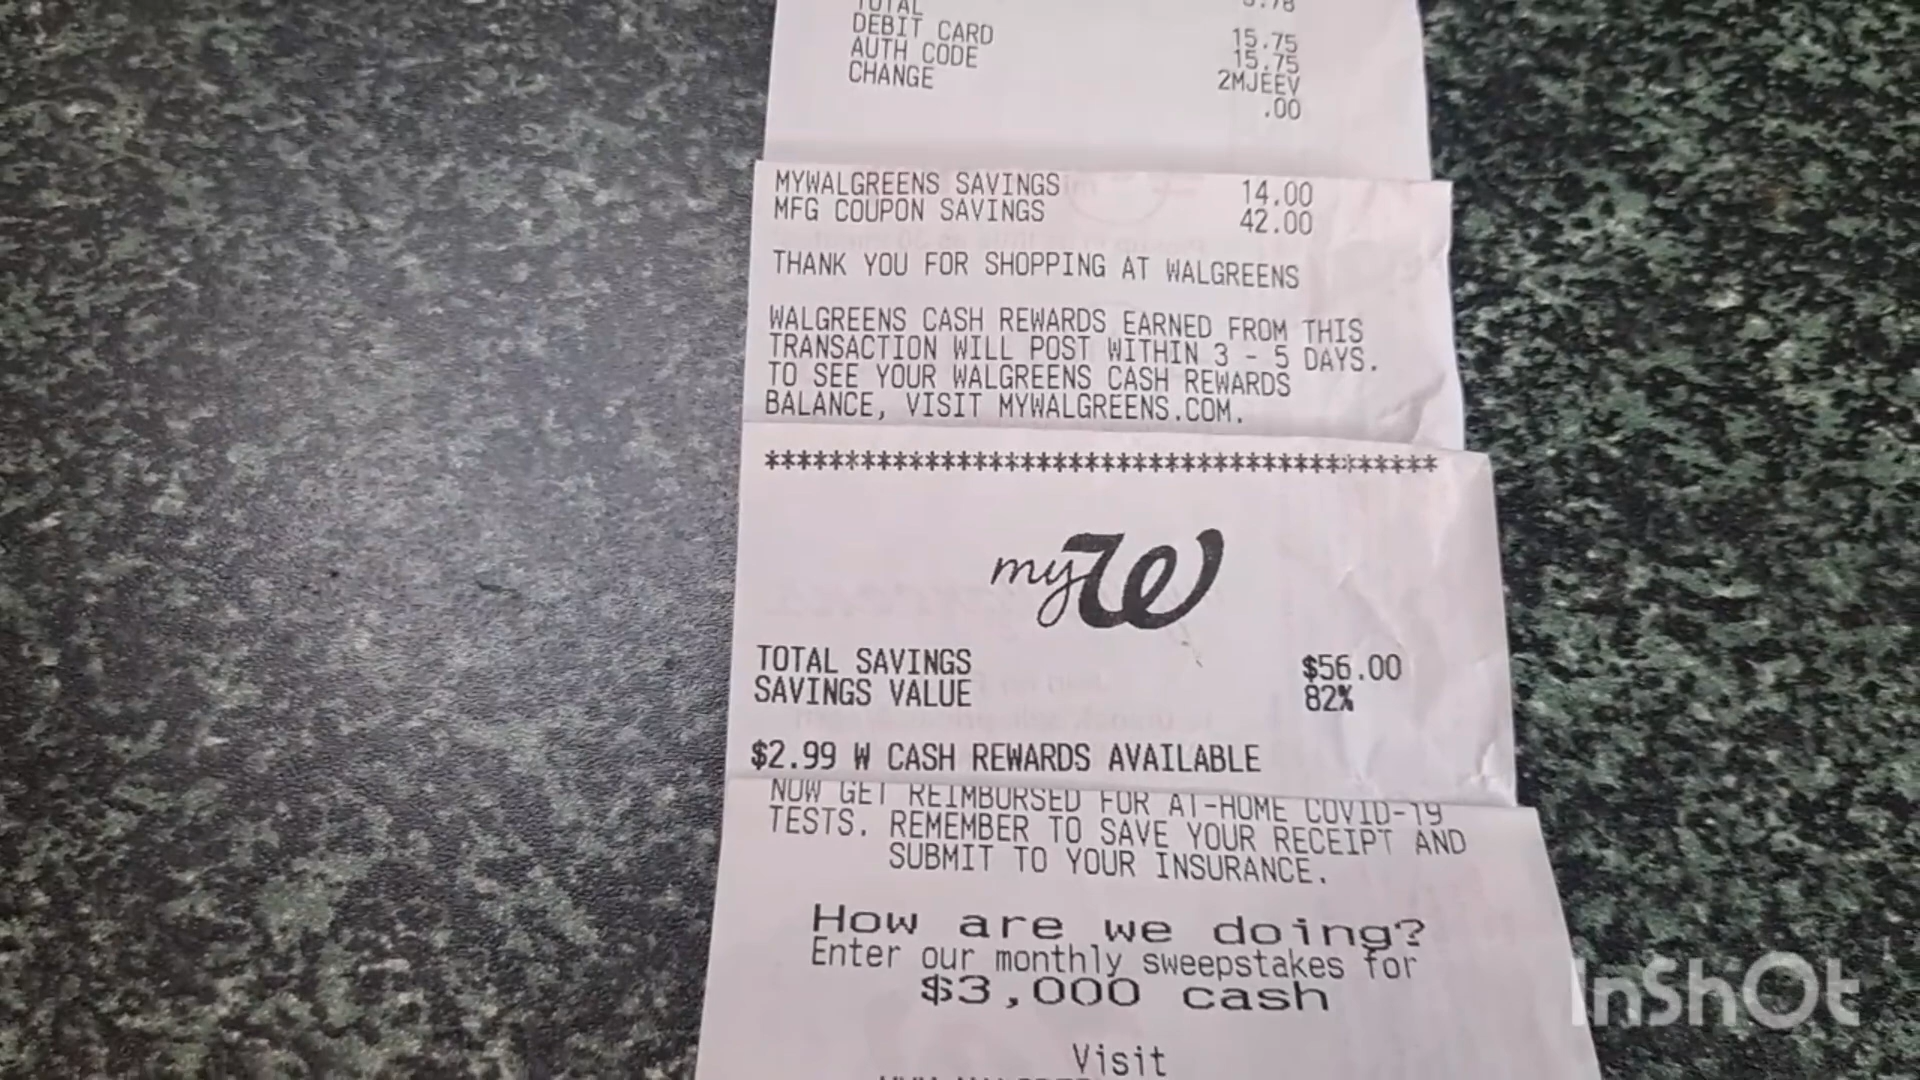 TOTAL 5.78
DEBIT CARD 15.75
AUTH CODE 15.75
CHANGE 2MJEEV
.00
MYWALGREENS SAVINGS 14.00
MFG COUPON SAVINGS 42.00
THANK YOU FOR SHOPPING AT WALGREENS
WALGREENS CASH REWARDS EARNED FROM THIS
TRANSACTION WILL POST WITHIN 3 - 5 DAYS.
TO SEE YOUR WALGREENS CASH REWARDS
BALANCE, VISIT MYWALGREENS.COM.
******************************************
myW
TOTAL SAVINGS $56.00
SAVINGS VALUE 82%
$2.99 W CASH REWARDS AVAILABLE
NOW GET REIMBURSED FOR AT-HOME COVID-19
TESTS. REMEMBER TO SAVE YOUR RECEIPT AND
SUBMIT TO YOUR INSURANCE.
How are we doing?
Enter our monthly sweepstakes for
$3,000 cash
Visit
InShOt